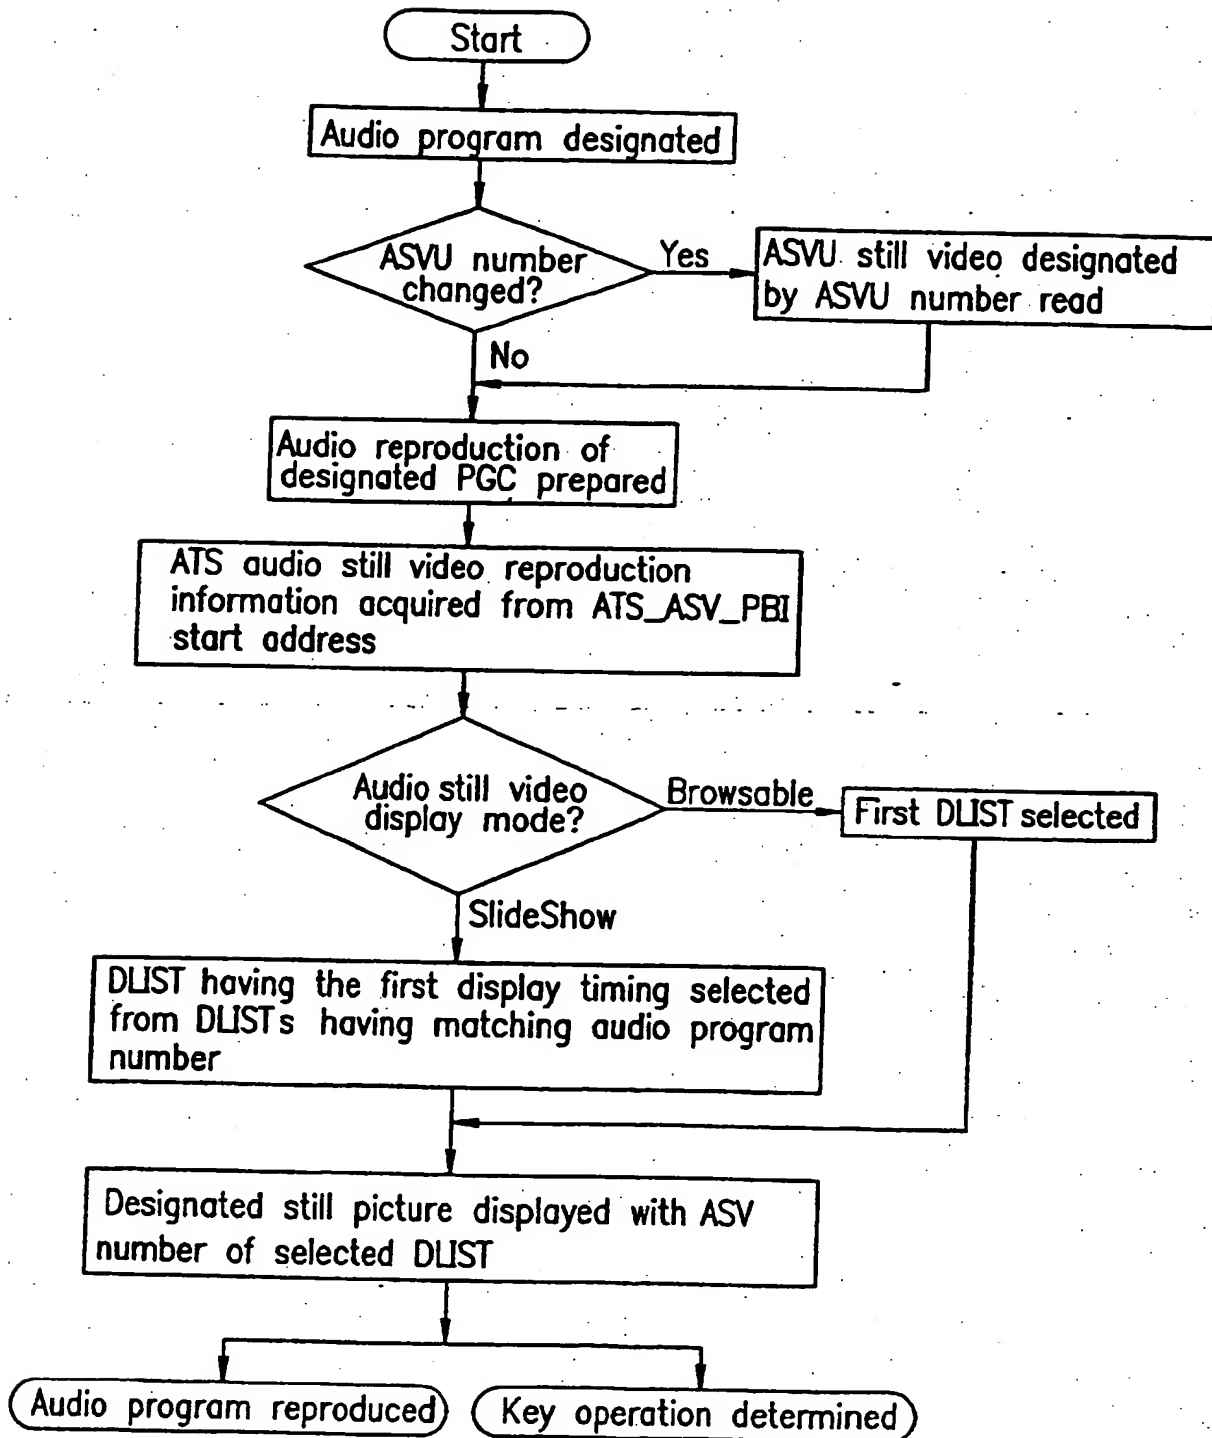 Start
Audio program designated
ASVU number
changed?
Yes
ASVU still video designated
by ASVU number read
No
Audio reproduction of
designated PGC prepared
ATS audio still video reproduction
information acquired from ATS_ASV_PBI
start address
Audio still video
display mode?
Browsable
First DLIST selected
SlideShow
DLIST having the first display timing selected
from DLISTs having matching audio program
number
Designated still picture displayed with ASV
number of selected DLIST
Audio program reproduced
Key operation determined